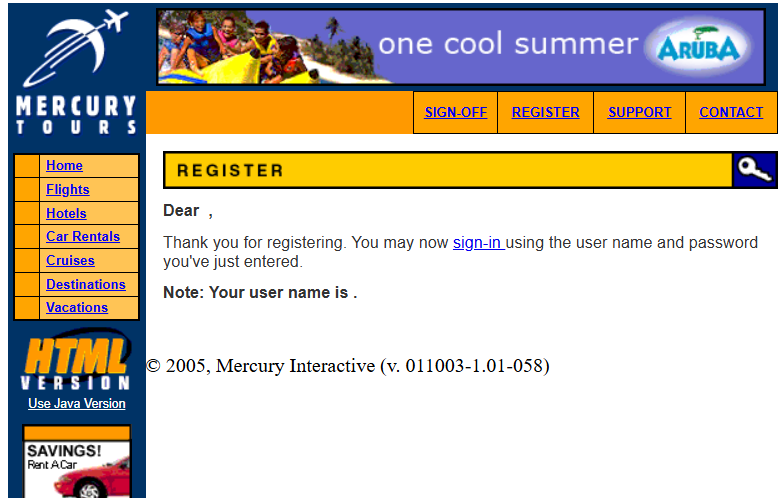 MERCURY
TOURS
one cool summer ARUBA
SIGN-OFF REGISTER SUPPORT CONTACT
Home
Flights
Hotels
Car Rentals
Cruises
Destinations
Vacations
HTML
VERSION
Use Java Version
SAVINGS!
Rent A Car
REGISTER
Dear ,
Thank you for registering. You may now sign-in using the user name and password
you've just entered.
Note: Your user name is .
© 2005, Mercury Interactive (v. 011003-1.01-058)